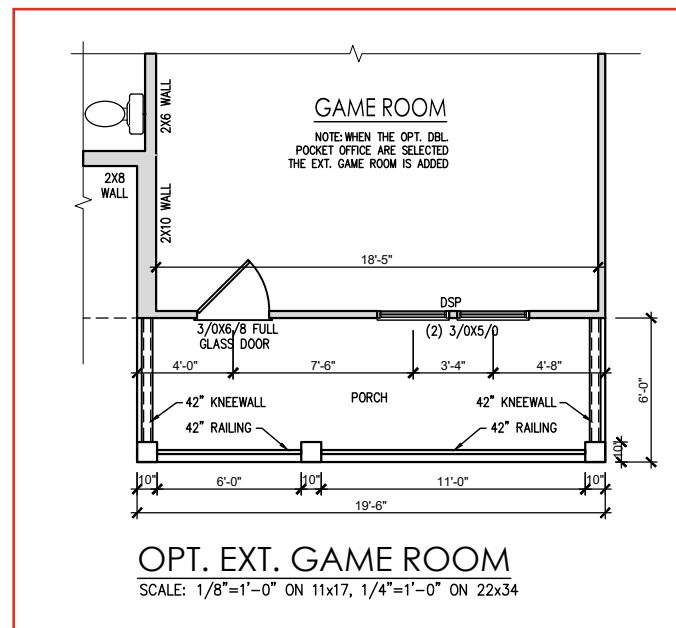 GAME ROOM
NOTE: WHEN THE OPT. DBL.
POCKET OFFICE ARE SELECTED
THE EXT. GAME ROOM IS ADDED
2X6 WALL
2X8
WALL
2X10 WALL
18'-5"
DSP
3/0X6/8 FULL
GLASS DOOR
(2) 3/0X5/0
4'-0"
7'-6"
3'-4"
4'-8"
6'-0"
PORCH
42" KNEEWALL
42" KNEEWALL
42" RAILING
42" RAILING
10"
10"
6'-0"
10"
11'-0"
10"
19'-6"
OPT. EXT. GAME ROOM
SCALE: 1/8"=1'-0" ON 11x17, 1/4"=1'-0" ON 22x34